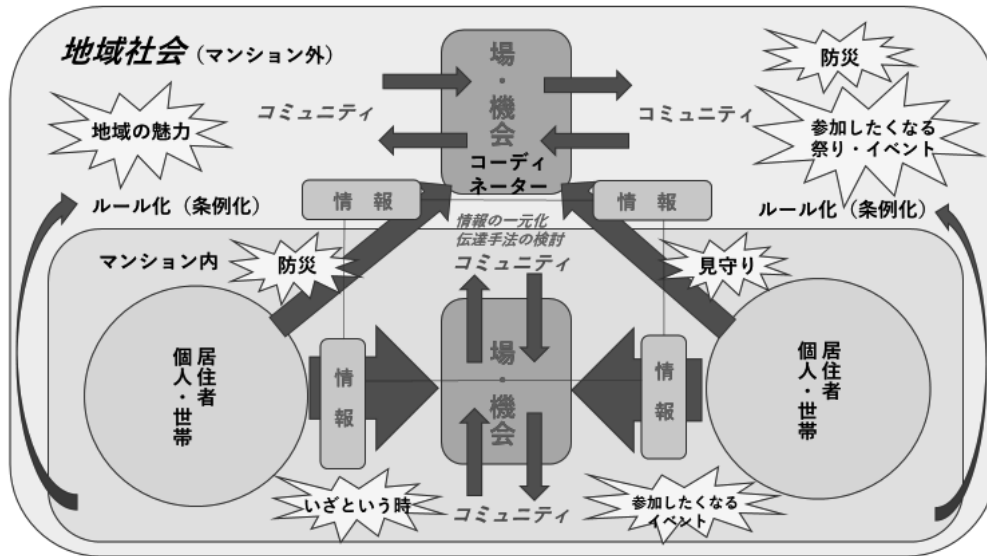 地域社会（マンション外）
場・機会
コーディ
ネーター
防災
コミュニティ
コミュニティ
地域の魅力
参加したくなる
祭り・イベント
情　報
情　報
ルール化（条例化）
ルール化（条例化）
情報の一元化
伝達手法の検討
マンション内
防災
コミュニティ
見守り
居住者
個人・世帯
情報
場・機会
情報
居住者
個人・世帯
いざという時
コミュニティ
参加したくなる
イベント